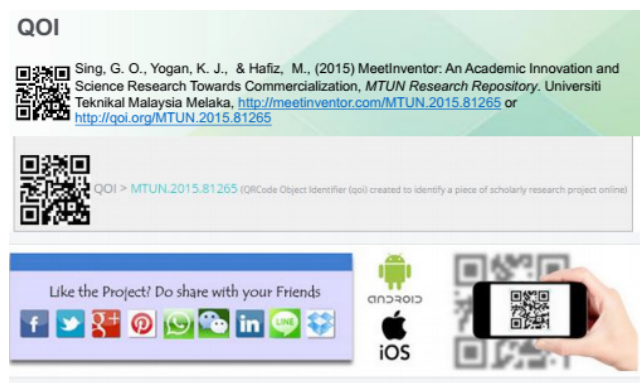 QOI
Sing, G. O., Yogan, K. J., & Hafiz, M., (2015) MeetInventor: An Academic Innovation and
Science Research Towards Commercialization, MTUN Research Repository. Universiti
Teknikal Malaysia Melaka, http://meetinventor.com/MTUN.2015.81265 or
http://qoi.org/MTUN.2015.81265
QOI > MTUN.2015.81265 (QRCode Object Identifier (qoi) created to identify a piece of scholarly research project online)
Like the Project? Do share with your Friends
f g+ in LINE
ANDROID
iOS